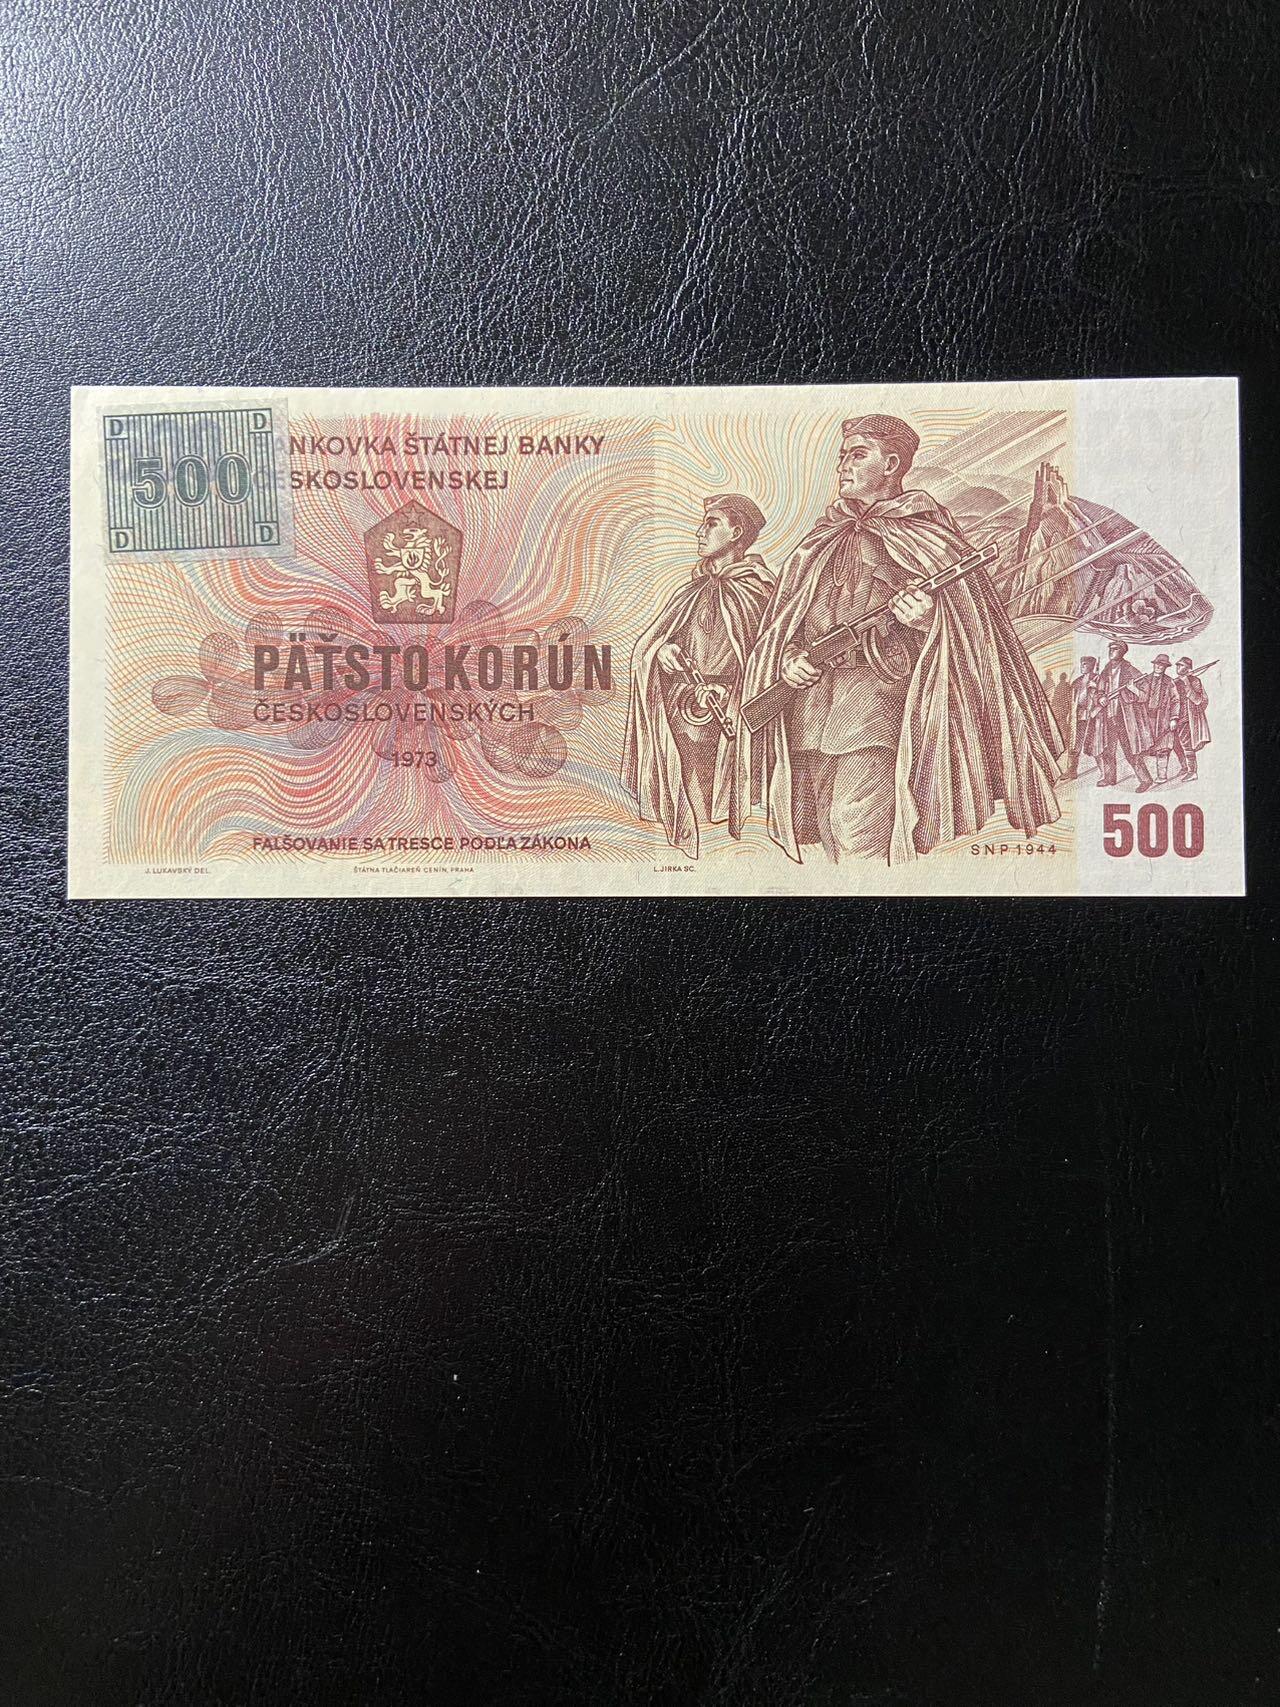 D D
500
D D
ANKOVKA ŠTÁTNEJ BANKY
ESKOSLOVENSKEJ
PÄŤSTO KORÚN
ČESKOSLOVENSKÝCH
1973
FALŠOVANIE SA TRESCE PODĽA ZÁKONA
SNP 1944
500
J. LUKAVSKÝ DEL.
ŠTÁTNA TLAČIAREŇ CENÍN, PRAHA
L. JIRKA SC.